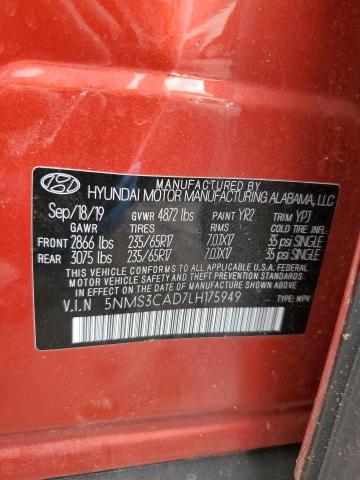 MANUFACTURED BY
HYUNDAI MOTOR MANUFACTURING ALABAMA, LLC
Sep/18/19 GVWR 4872 lbs PAINT YR2 TRIM YPJ
GAWR TIRES RIMS COLD TIRE INF.
FRONT 2866 lbs 235/65R17 7.0JX17 35 psi SINGLE
REAR 3075 lbs 235/65R17 7.0JX17 35 psi SINGLE
THIS VEHICLE CONFORMS TO ALL APPLICABLE U.S. FEDERAL
MOTOR VEHICLE SAFETY, BUMPER, AND THEFT PREVENTION
STANDARDS IN EFFECT ON THE DATE OF
MANUFACTURE SHOWN ABOVE.
V.I.N 5NMS3CAD7LH175949 TYPE: MPV